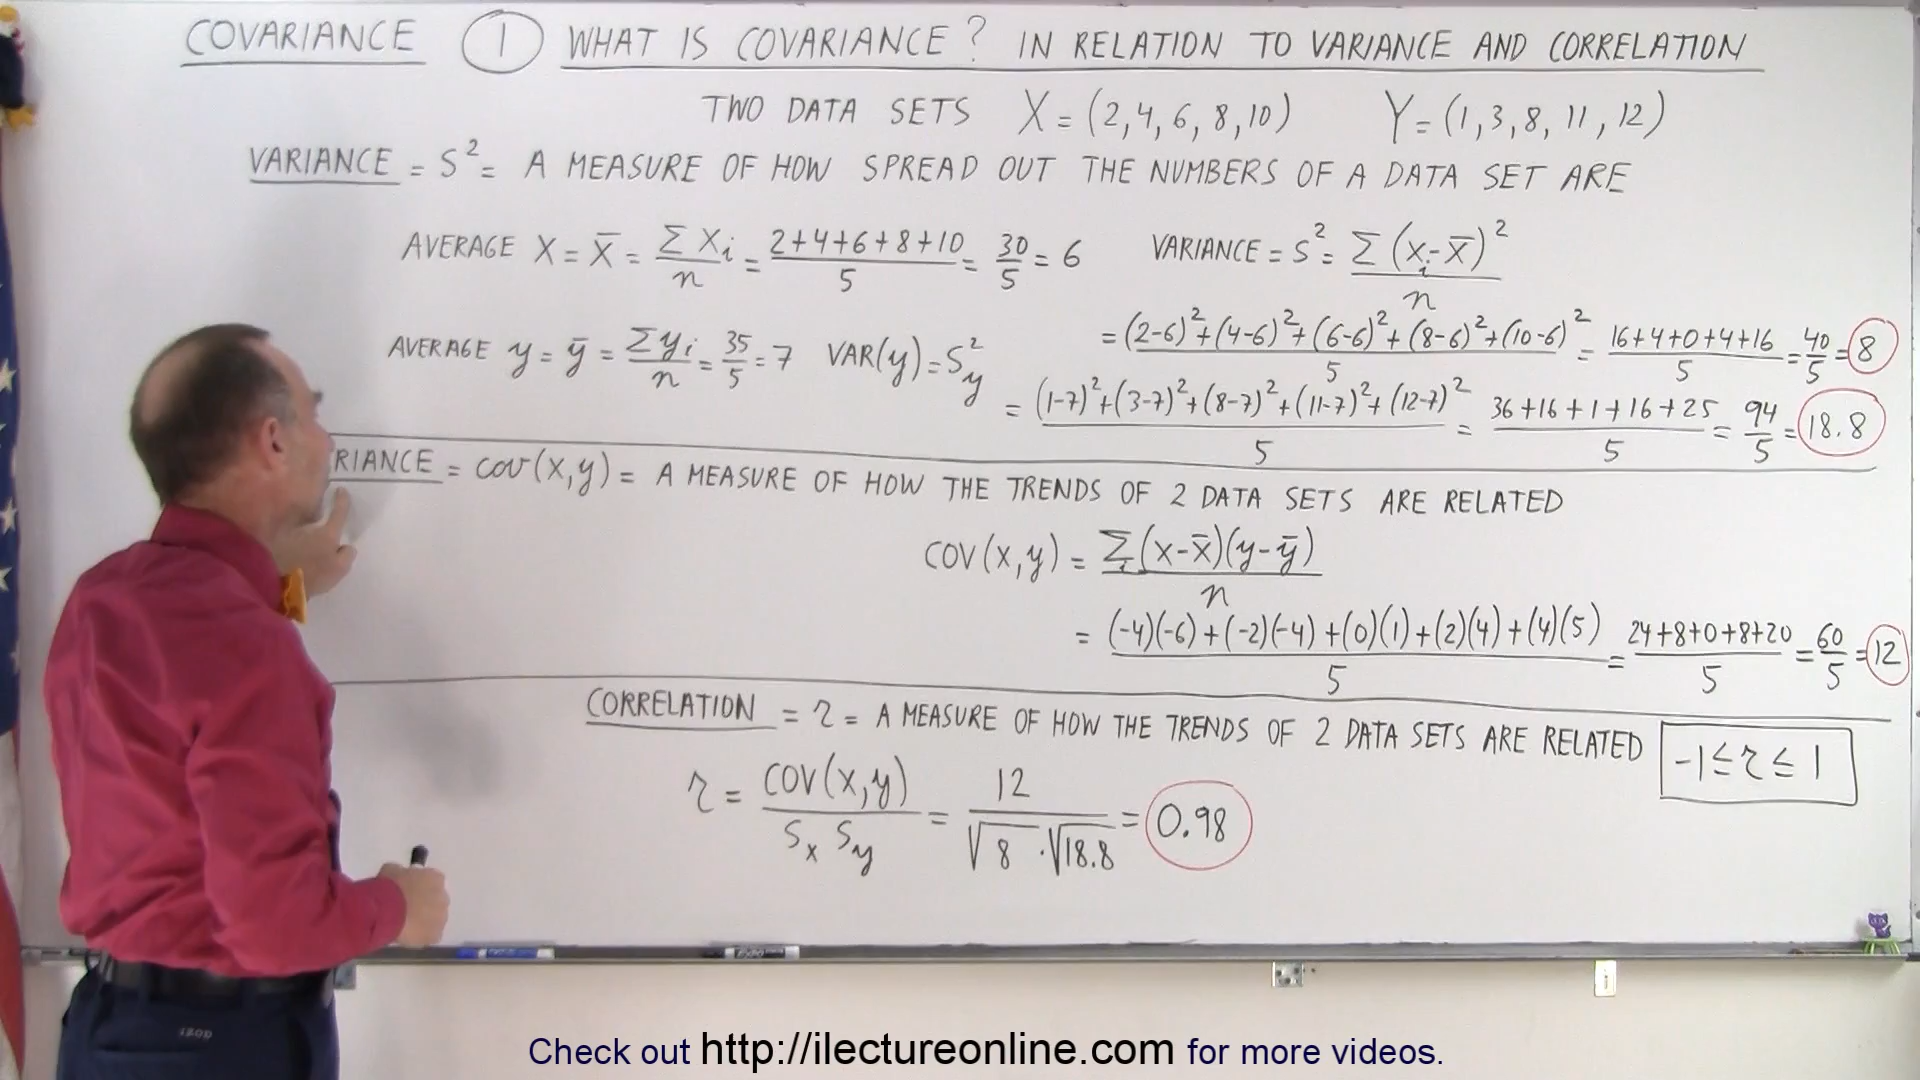 COVARIANCE ① WHAT IS COVARIANCE? IN RELATION TO VARIANCE AND CORRELATION
TWO DATA SETS X = (2,4,6,8,10) Y = (1,3,8,11,12)
VARIANCE = S² = A MEASURE OF HOW SPREAD OUT THE NUMBERS OF A DATA SET ARE
AVERAGE X = x̄ = Σxᵢ/n = (2+4+6+8+10)/5 = 30/5 = 6 VARIANCE = S² = Σ(xᵢ-x̄)²/n
= ((2-6)²+(4-6)²+(6-6)²+(8-6)²+(10-6)²)/5 = (16+4+0+4+16)/5 = 40/5 = 8
AVERAGE y = ȳ = Σyᵢ/n = 35/5 = 7 VAR(y) = S²y
= ((1-7)²+(3-7)²+(8-7)²+(11-7)²+(12-7)²)/5 = (36+16+1+16+25)/5 = 94/5 = 18.8
RIANCE = COV(x,y) = A MEASURE OF HOW THE TRENDS OF 2 DATA SETS ARE RELATED
COV(x,y) = Σᵢ(x-x̄)(y-ȳ)/n
= ((-4)(-6)+(-2)(-4)+(0)(1)+(2)(4)+(4)(5))/5 = (24+8+0+8+20)/5 = 60/5 = 12
CORRELATION = r = A MEASURE OF HOW THE TRENDS OF 2 DATA SETS ARE RELATED -1 ≤ r ≤ 1
r = COV(x,y)/(Sx Sy) = 12/(√8 · √18.8) = 0.98
IZOD
Check out http://ilectureonline.com for more videos.